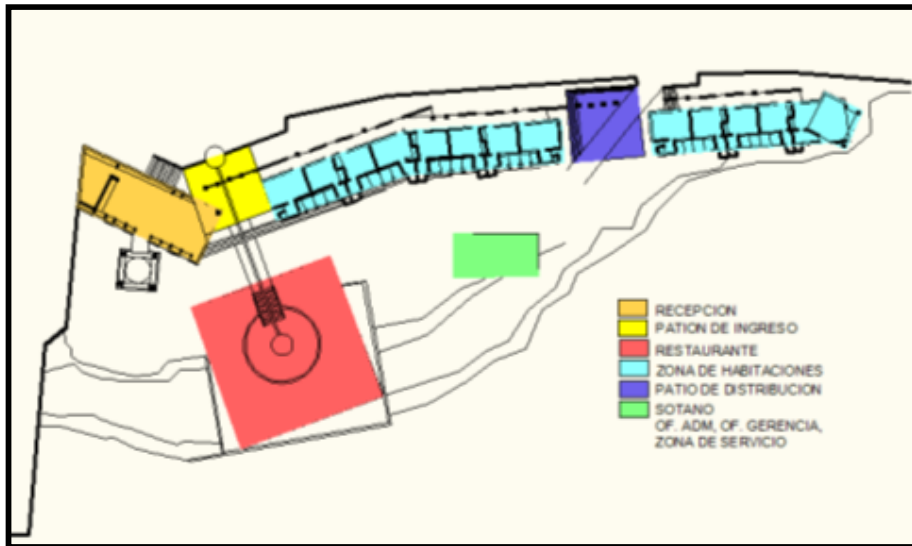 RECEPCION
PATION DE INGRESO
RESTAURANTE
ZONA DE HABITACIONES
PATIO DE DISTRIBUCION
SOTANO
OF. ADM, OF. GERENCIA,
ZONA DE SERVICIO